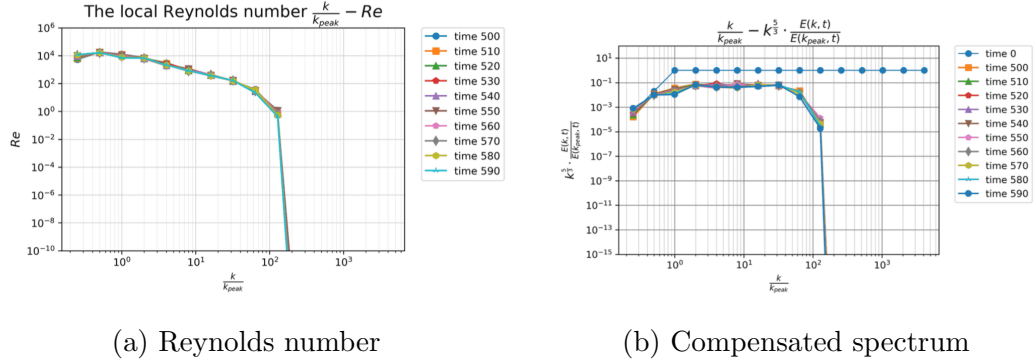 The local Reynolds number k/k_peak − Re
10^6
10^4
10^2
10^0
10^−2
10^−4
10^−6
10^−8
10^−10
Re
10^0 10^1 10^2 10^3
k/k_peak
time 500
time 510
time 520
time 530
time 540
time 550
time 560
time 570
time 580
time 590
(a) Reynolds number
k/k_peak − k^(5/3) · E(k, t)/E(k_peak, t)
10^1
10^−1
10^−3
10^−5
10^−7
10^−9
10^−11
10^−13
10^−15
k^(5/3) · E(k, t)/E(k_peak, t)
10^0 10^1 10^2 10^3
k/k_peak
time 0
time 500
time 510
time 520
time 530
time 540
time 550
time 560
time 570
time 580
time 590
(b) Compensated spectrum